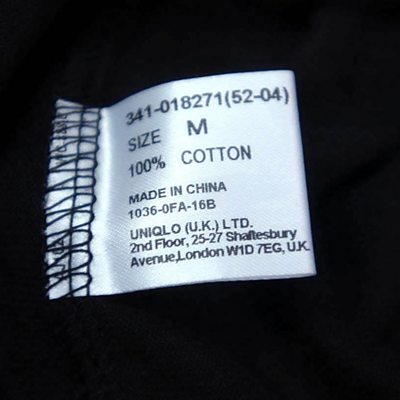 341-018271(52-04)
SIZE M
100% COTTON
MADE IN CHINA
1036-0FA-16B
UNIQLO (U.K.) LTD.
2nd Floor, 25-27 Shaftesbury
Avenue,London W1D 7EG, U.K.